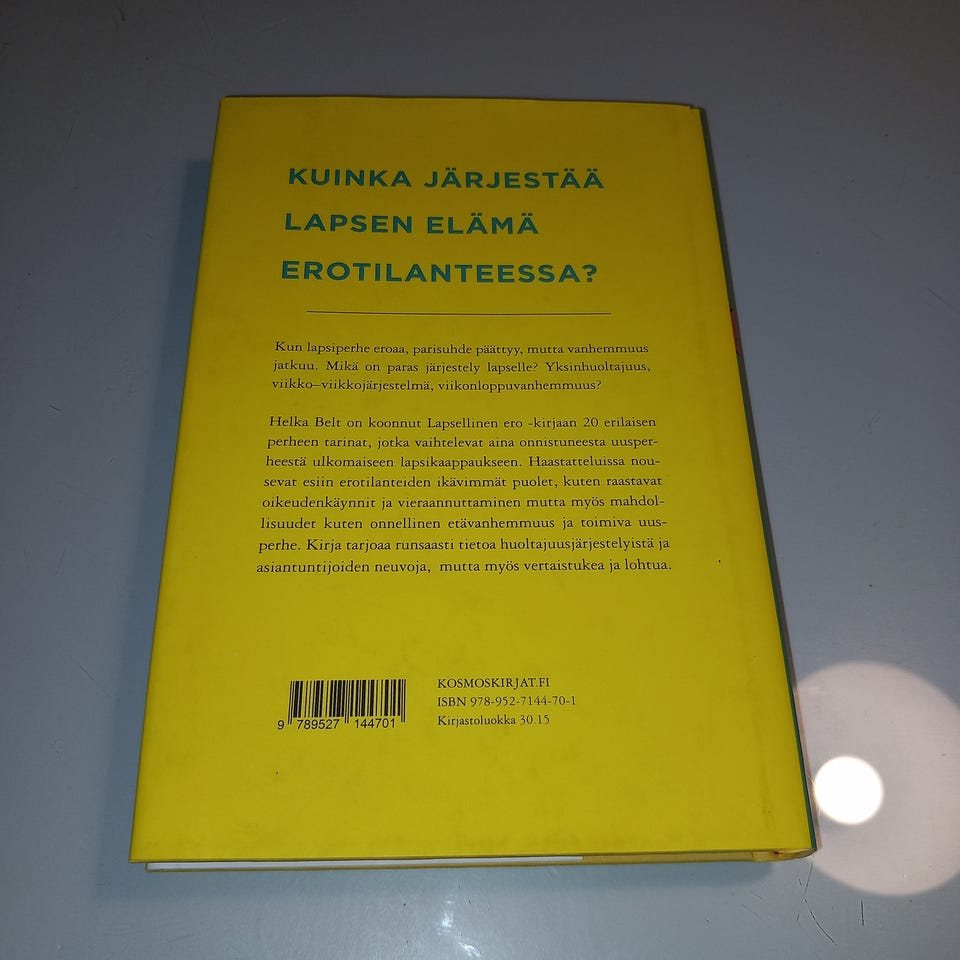 KUINKA JÄRJESTÄÄ
LAPSEN ELÄMÄ
EROTILANTEESSA?
Kun lapsiperhe eroaa, parisuhde päättyy, mutta vanhemmuus
jatkuu. Mikä on paras järjestely lapselle? Yksinhuoltajuus,
viikko–viikkojärjestelmä, viikonloppuvanhemmuus?
Helka Belt on koonnut Lapsellinen ero -kirjaan 20 erilaisen
perheen tarinat, jotka vaihtelevat aina onnistuneesta uusper-
heestä ulkomaiseen lapsikaappaukseen. Haastatteluissa nou-
sevat esiin erotilanteiden ikävimmät puolet, kuten raastavat
oikeudenkäynnit ja vieraannuttaminen mutta myös mahdol-
lisuudet kuten onnellinen etävanhemmuus ja toimiva uus-
perhe. Kirja tarjoaa runsaasti tietoa huoltajuusjärjestelyistä ja
asiantuntijoiden neuvoja, mutta myös vertaistukea ja lohtua.
KOSMOSKIRJAT.FI
ISBN 978-952-7144-70-1
Kirjastoluokka 30.15
9 789527 144701